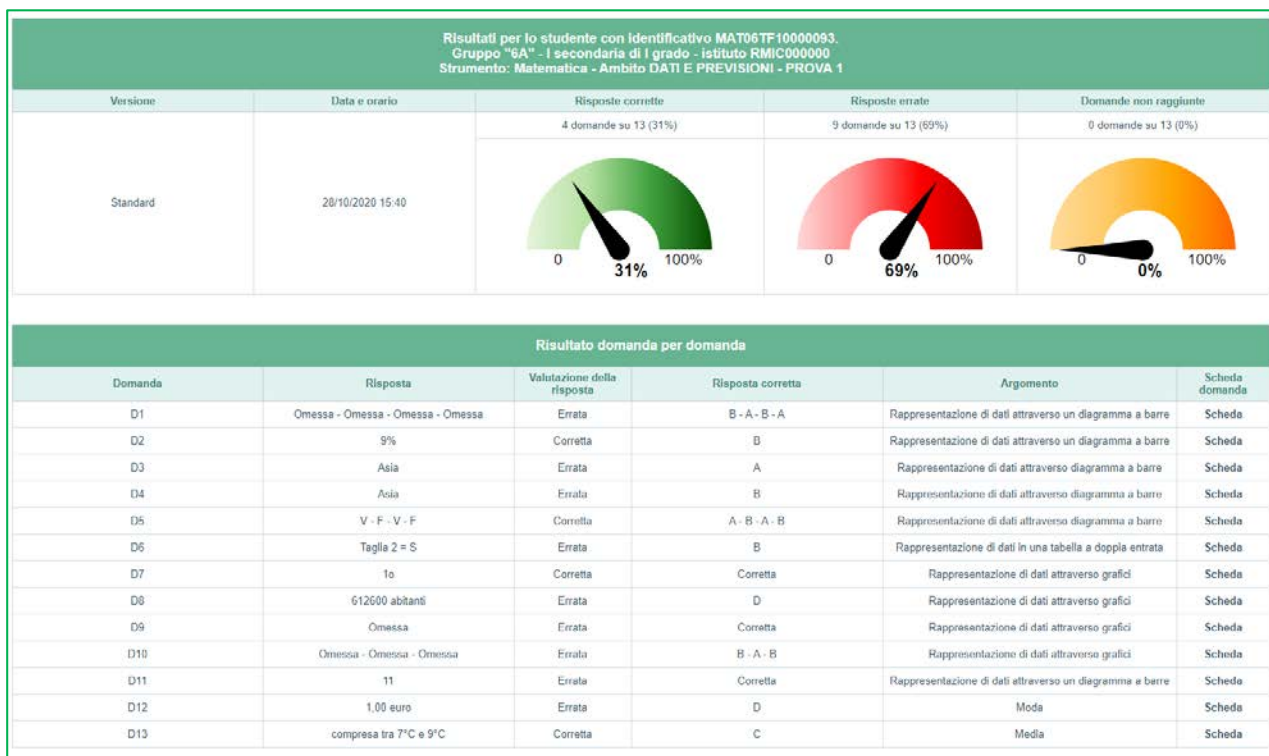 Risultati per lo studente con identificativo MAT06TF10000093.
Gruppo "6A" - I secondaria di I grado - istituto RMIC000000
Strumento: Matematica - Ambito DATI E PREVISIONI - PROVA 1
Versione Data e orario Risposte corrette Risposte errate Domande non raggiunte
4 domande su 13 (31%) 9 domande su 13 (69%) 0 domande su 13 (0%)
Standard 28/10/2020 15:40
0 100% 0 100% 0 100%
31% 69% 0%
Risultato domanda per domanda
Domanda Risposta Valutazione della risposta Risposta corretta Argomento Scheda domanda
D1 Omessa - Omessa - Omessa - Omessa Errata B - A - B - A Rappresentazione di dati attraverso un diagramma a barre Scheda
D2 9% Corretta B Rappresentazione di dati attraverso un diagramma a barre Scheda
D3 Asia Errata A Rappresentazione di dati attraverso diagramma a barre Scheda
D4 Asia Errata B Rappresentazione di dati attraverso diagramma a barre Scheda
D5 V - F - V - F Corretta A - B - A - B Rappresentazione di dati attraverso diagramma a barre Scheda
D6 Taglia 2 = S Errata B Rappresentazione di dati in una tabella a doppia entrata Scheda
D7 1o Corretta Corretta Rappresentazione di dati attraverso grafici Scheda
D8 612600 abitanti Errata D Rappresentazione di dati attraverso grafici Scheda
D9 Omessa Errata Corretta Rappresentazione di dati attraverso grafici Scheda
D10 Omessa - Omessa - Omessa Errata B - A - B Rappresentazione di dati attraverso grafici Scheda
D11 11 Errata Corretta Rappresentazione di dati attraverso un diagramma a barre Scheda
D12 1,00 euro Errata D Moda Scheda
D13 compresa tra 7°C e 9°C Corretta C Media Scheda